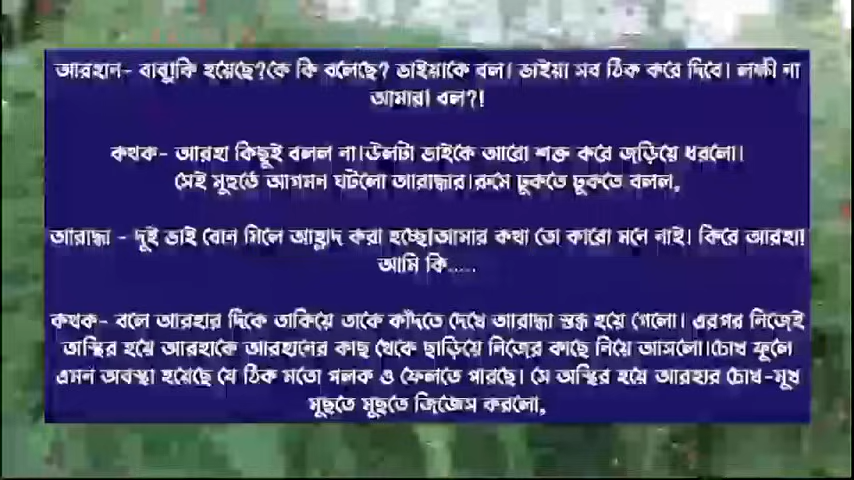 আরহান- বাবু!কি হয়েছে?কে কি বলেছে? ভাইয়াকে বল। ভাইয়া সব ঠিক করে দিবে। লক্ষী না
আমার। বল?!
কথক- আরহা কিছুই বলল না।উলটা ভাইকে আরো শক্ত করে জড়িয়ে ধরলো।
সেই মুহুর্তে আগমন ঘটলো আরাদ্ধার।রুমে ঢুকতে ঢুকতে বলল,
আরাদ্ধা - দুই ভাই বোন মিলে আহ্লাদ করা হচ্ছে।আমার কথা তো কারো মনে নাই। কিরে আরহা!
আমি কি.....
কথক- বলে আরহার দিকে তাকিয়ে তাকে কাঁদতে দেখে আরাদ্ধা স্তব্ধ হয়ে গেলো। এরপর নিজেই
অস্থির হয়ে আরহাকে আরহানের কাছ থেকে ছাড়িয়ে নিজের কাছে নিয়ে আসলো।চোখ ফুলে
এমন অবস্থা হয়েছে যে ঠিক মতো পলক ও ফেলতে পারছে। সে অস্থির হয়ে আরহার চোখ-মুখ
মুছতে মুছতে জিজ্ঞেস করলো,